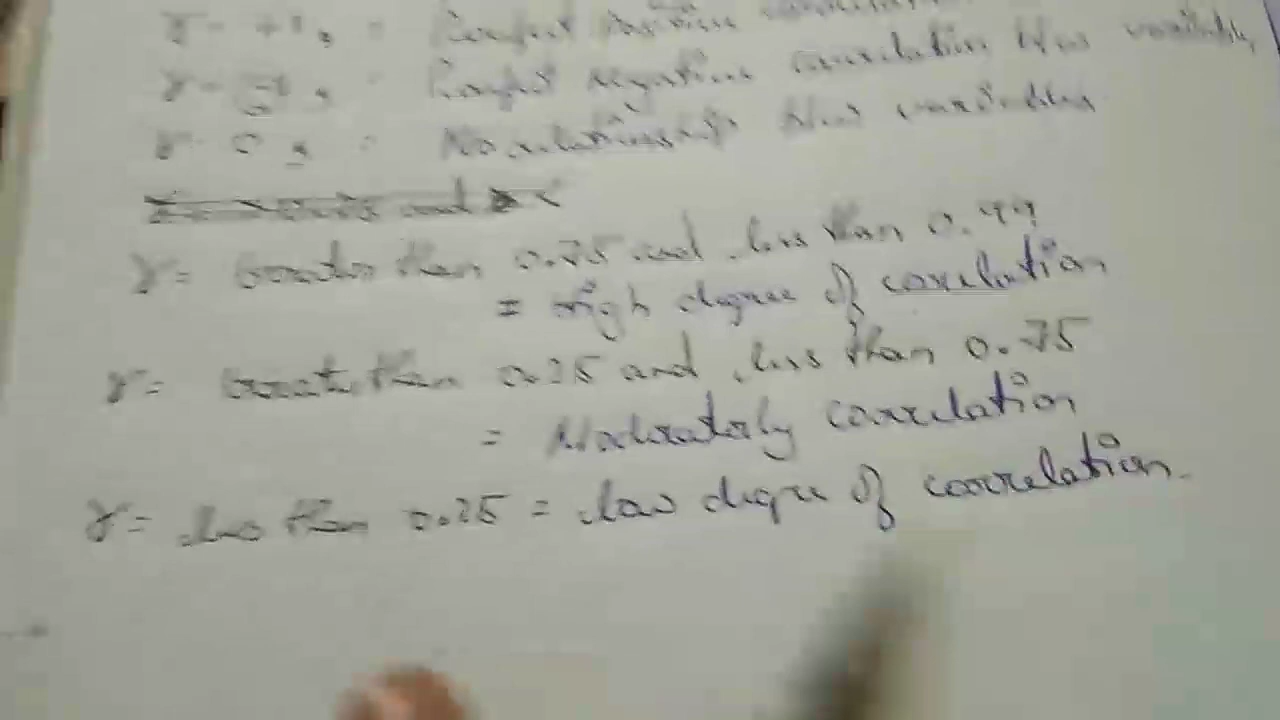 r = +1, = Perfect Positive
r = -1, = Perfect Negative correlation btw variables
r = 0, = No relationship btw variables
r = Greater than 0.75 and less than 0.99
= High degree of correlation
r = Greater than 0.25 and less than 0.75
= Moderately correlation
r = Less than 0.25 = Low degree of correlation.